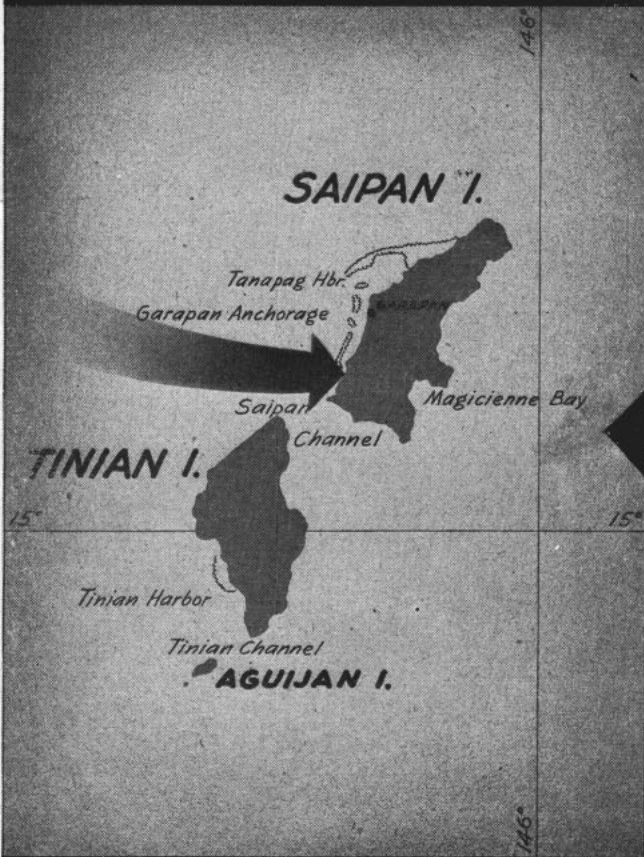 146°
SAIPAN I.
Tanapag Hbr.
GARAPAN
Garapan Anchorage
Magicienne Bay
Saipan
Channel
TINIAN I.
15°
15°
Tinian Harbor
Tinian Channel
AGUIJAN I.
146°